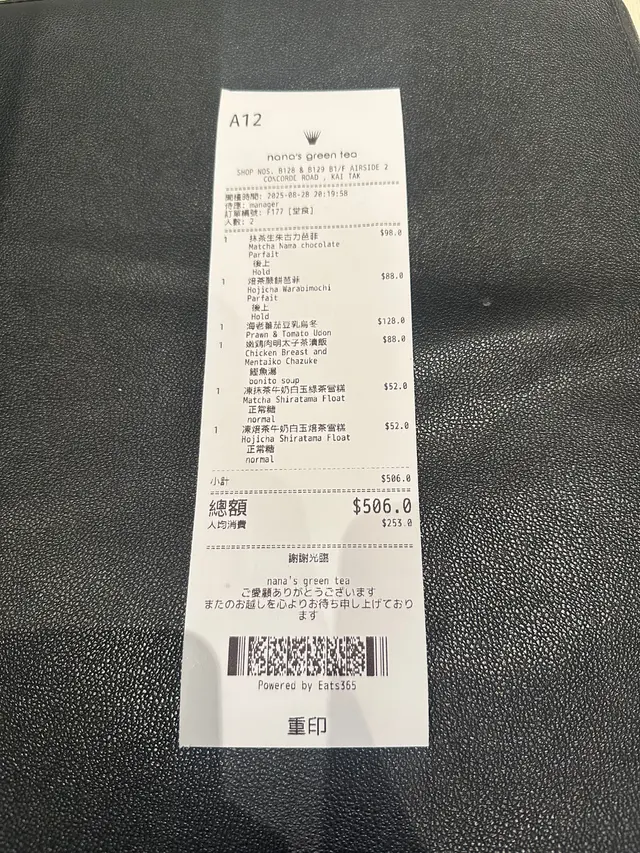 A12
nana's green tea
SHOP NOS. B128 & B129 B1/F AIRSIDE 2
CONCORDE ROAD , KAI TAK
開檯時間: 2025-08-28 20:19:58
侍應: manager
訂單編號: F177 [堂食]
人數: 2
1 抹茶生朱古力芭菲 $98.0
Matcha Nama chocolate
Parfait
後上
Hold
1 焙茶蕨餅芭菲 $88.0
Hojicha Warabimochi
Parfait
後上
Hold
1 海老蕃茄豆乳烏冬 $128.0
Prawn & Tomato Udon
1 嫩鶏肉明太子茶漬飯 $88.0
Chicken Breast and
Mentaiko Chazuke
鰹魚湯
bonito soup
1 凍抹茶牛奶白玉綠茶雪糕 $52.0
Matcha Shiratama Float
正常糖
normal
1 凍焙茶牛奶白玉焙茶雪糕 $52.0
Hojicha Shiratama Float
正常糖
normal
小計 $506.0
總額 $506.0
人均消費 $253.0
謝謝光臨
nana's green tea
ご愛顧ありがとうございます
またのお越しを心よりお待ち申し上げており
ます
Powered by Eats365
重印